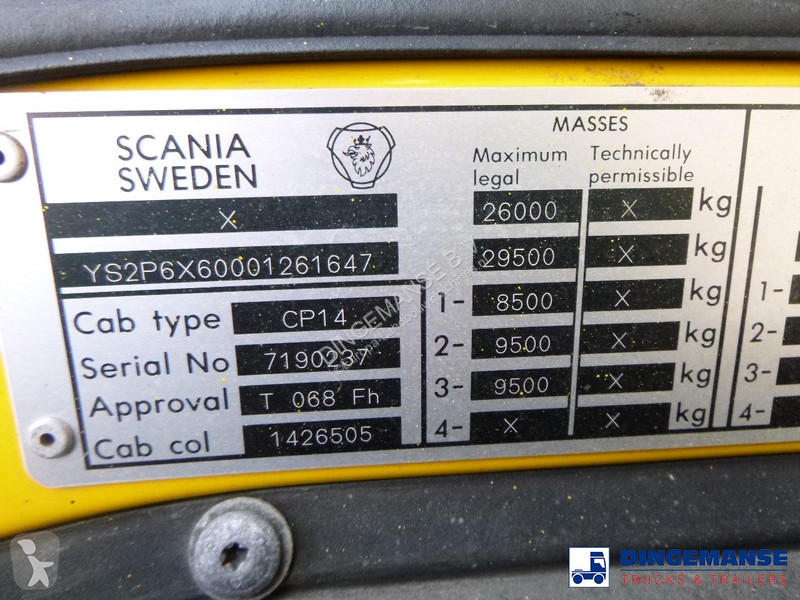 SCANIA
SWEDEN
X
YS2P6X60001261647
Cab type CP14
Serial No
Approval T 068 Fh
Cab col 1426505
MASSES
Maximum legal Technically permissible
26000 X kg
29500 X kg
1- 8500 X kg
2- 9500 X kg
3- 9500 X kg
4- X X kg
1-
2-
3-
4-
DINGEMANSE B.V.
DINGEMANSE
TRUCKS & TRAILERS